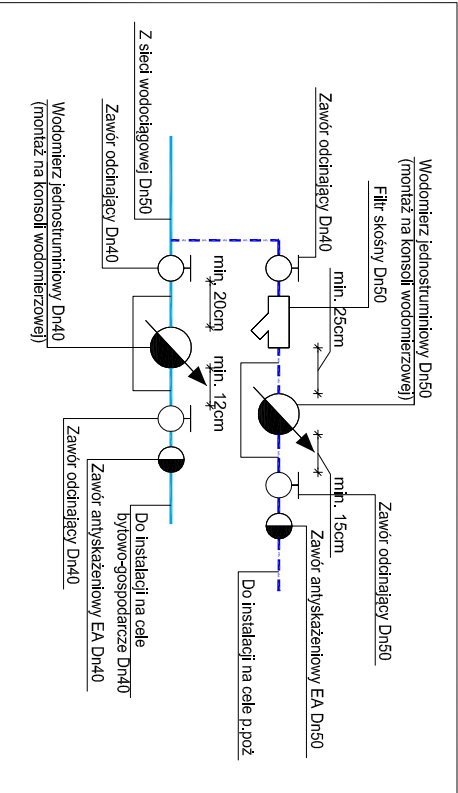 Wodomierz jednostruminiowy Dn50
(montaż na konsoli wodomierzowej)
Filtr skośny Dn50
Zawór odcinający Dn50
Zawór odcinający Dn40
min. 25cm
min. 15cm
Zawór antyskażeniowy EA Dn50
Do instalacji na cele p.poż
min. 20cm
min. 12cm
Z sieci wodociągowej Dn50
Zawór odcinający Dn40
Do instalacji na cele
bytowo-gospodarcze Dn40
Zawór antyskażeniowy EA Dn40
Zawór odcinający Dn40
Wodomierz jednostruminiowy Dn40
(montaż na konsoli wodomierzowej)